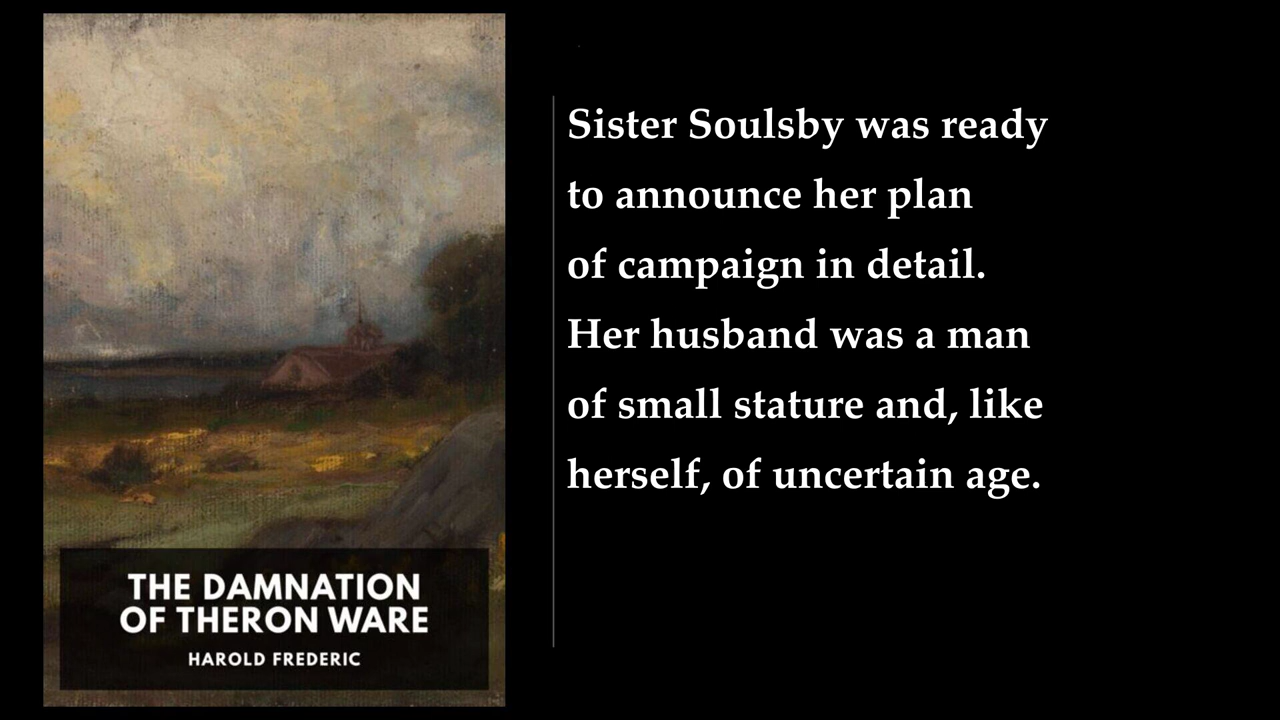 Sister Soulsby was ready
to announce her plan
of campaign in detail.
Her husband was a man
of small stature and, like
herself, of uncertain age.
THE DAMNATION
OF THERON WARE
HAROLD FREDERIC